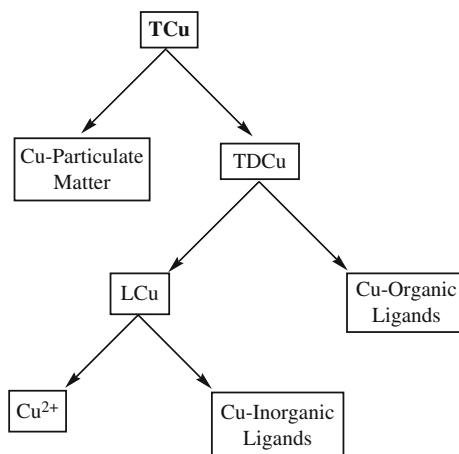 TCu
Cu-Particulate
Matter
TDCu
LCu
Cu-Organic
Ligands
Cu²⁺
Cu-Inorganic
Ligands